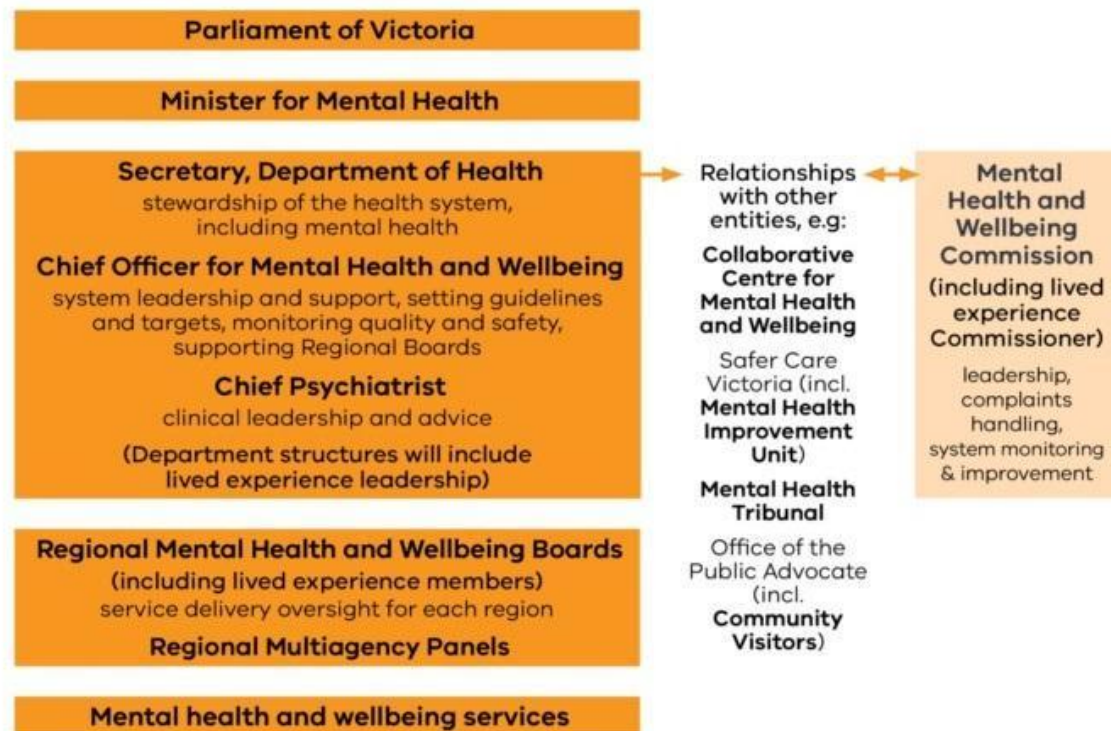 Parliament of Victoria
Minister for Mental Health
Secretary, Department of Health
stewardship of the health system,
including mental health
Chief Officer for Mental Health and Wellbeing
system leadership and support, setting guidelines
and targets, monitoring quality and safety,
supporting Regional Boards
Chief Psychiatrist
clinical leadership and advice
(Department structures will include
lived experience leadership)
Regional Mental Health and Wellbeing Boards
(including lived experience members)
service delivery oversight for each region
Regional Multiagency Panels
Mental health and wellbeing services
Relationships
with other
entities, e.g:
Collaborative
Centre for
Mental Health
and Wellbeing
Safer Care
Victoria (incl.
Mental Health
Improvement
Unit)
Mental Health
Tribunal
Office of the
Public Advocate
(incl.
Community
Visitors)
Mental
Health and
Wellbeing
Commission
(including lived
experience
Commissioner)
leadership,
complaints
handling,
system monitoring
& improvement